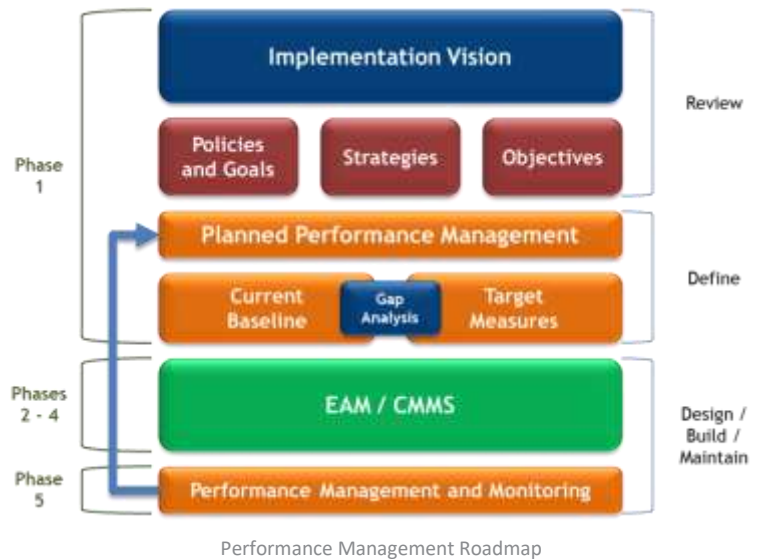 Implementation Vision
Review
Policies
and Goals
Strategies
Objectives
Phase
1
Planned Performance Management
Define
Current
Baseline
Gap
Analysis
Target
Measures
Phases
2 - 4
EAM / CMMS
Design /
Build /
Maintain
Phase
5
Performance Management and Monitoring
Performance Management Roadmap